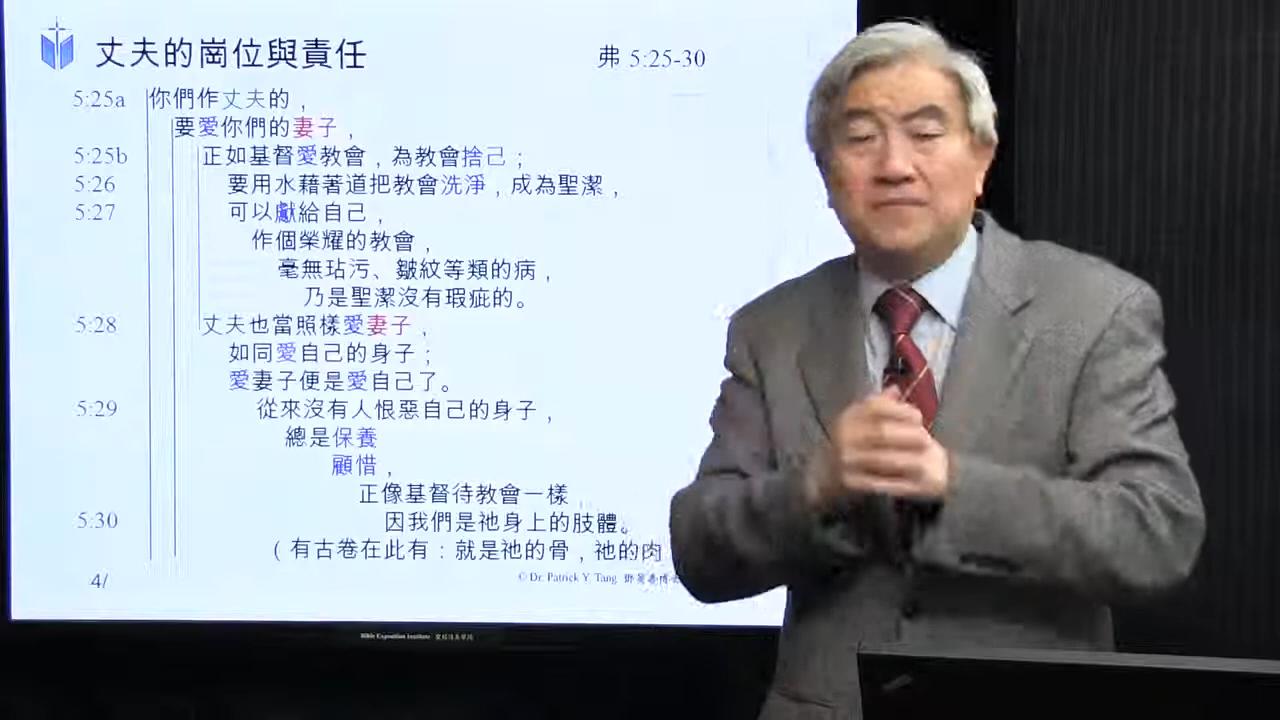 丈夫的崗位與責任 弗 5:25-30
5:25a 你們作丈夫的，
要愛你們的妻子，
5:25b 正如基督愛教會，為教會捨己；
5:26 要用水藉著道把教會洗淨，成為聖潔，
5:27 可以獻給自己，
作個榮耀的教會，
毫無玷污、皺紋等類的病，
乃是聖潔沒有瑕疵的。
5:28 丈夫也當照樣愛妻子，
如同愛自己的身子；
愛妻子便是愛自己了。
5:29 從來沒有人恨惡自己的身子，
總是保養
顧惜，
正像基督待教會一樣
5:30 因我們是祂身上的肢體。
（有古卷在此有：就是祂的骨，祂的肉
4/ © Dr. Patrick Y. Tang
Bible Exposition Institute